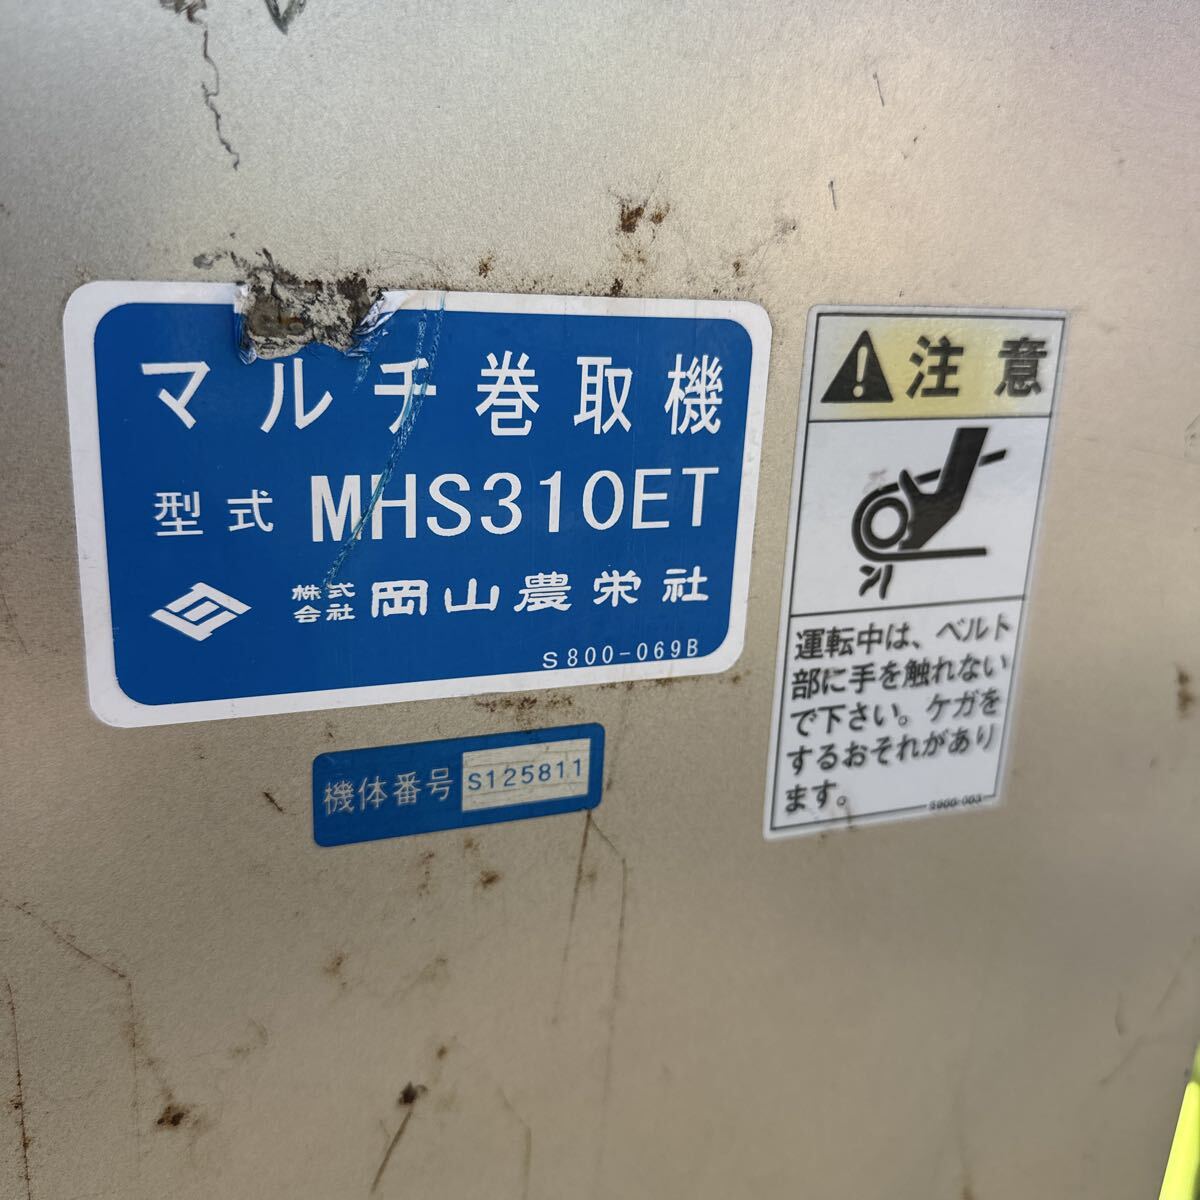 マルチ巻取機
型式 MHS310ET
株式会社 岡山農栄社
S800-069B
機体番号 S125811
注意
運転中は、ベルト
部に手を触れない
で下さい。ケガを
するおそれがあり
ます。
S900-003